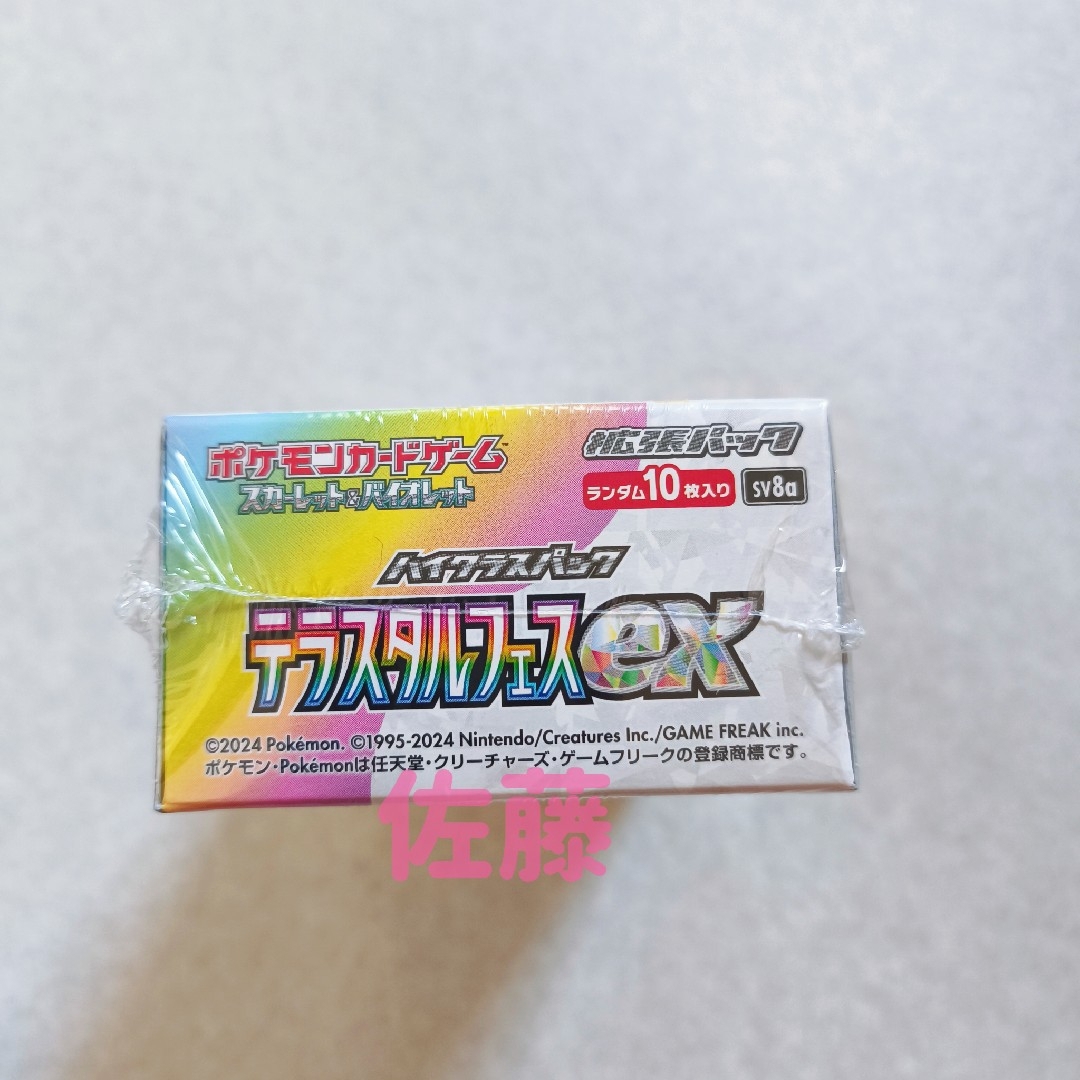 ポケモンカードゲーム™
スカーレット&バイオレット
拡張パック
ランダム10枚入り
SV8a
ハイクラスパック
テラスタルフェスex
©2024 Pokémon. ©1995-2024 Nintendo/Creatures Inc./GAME FREAK inc.
ポケモン・Pokémonは任天堂・クリーチャーズ・ゲームフリークの登録商標です。
佐藤